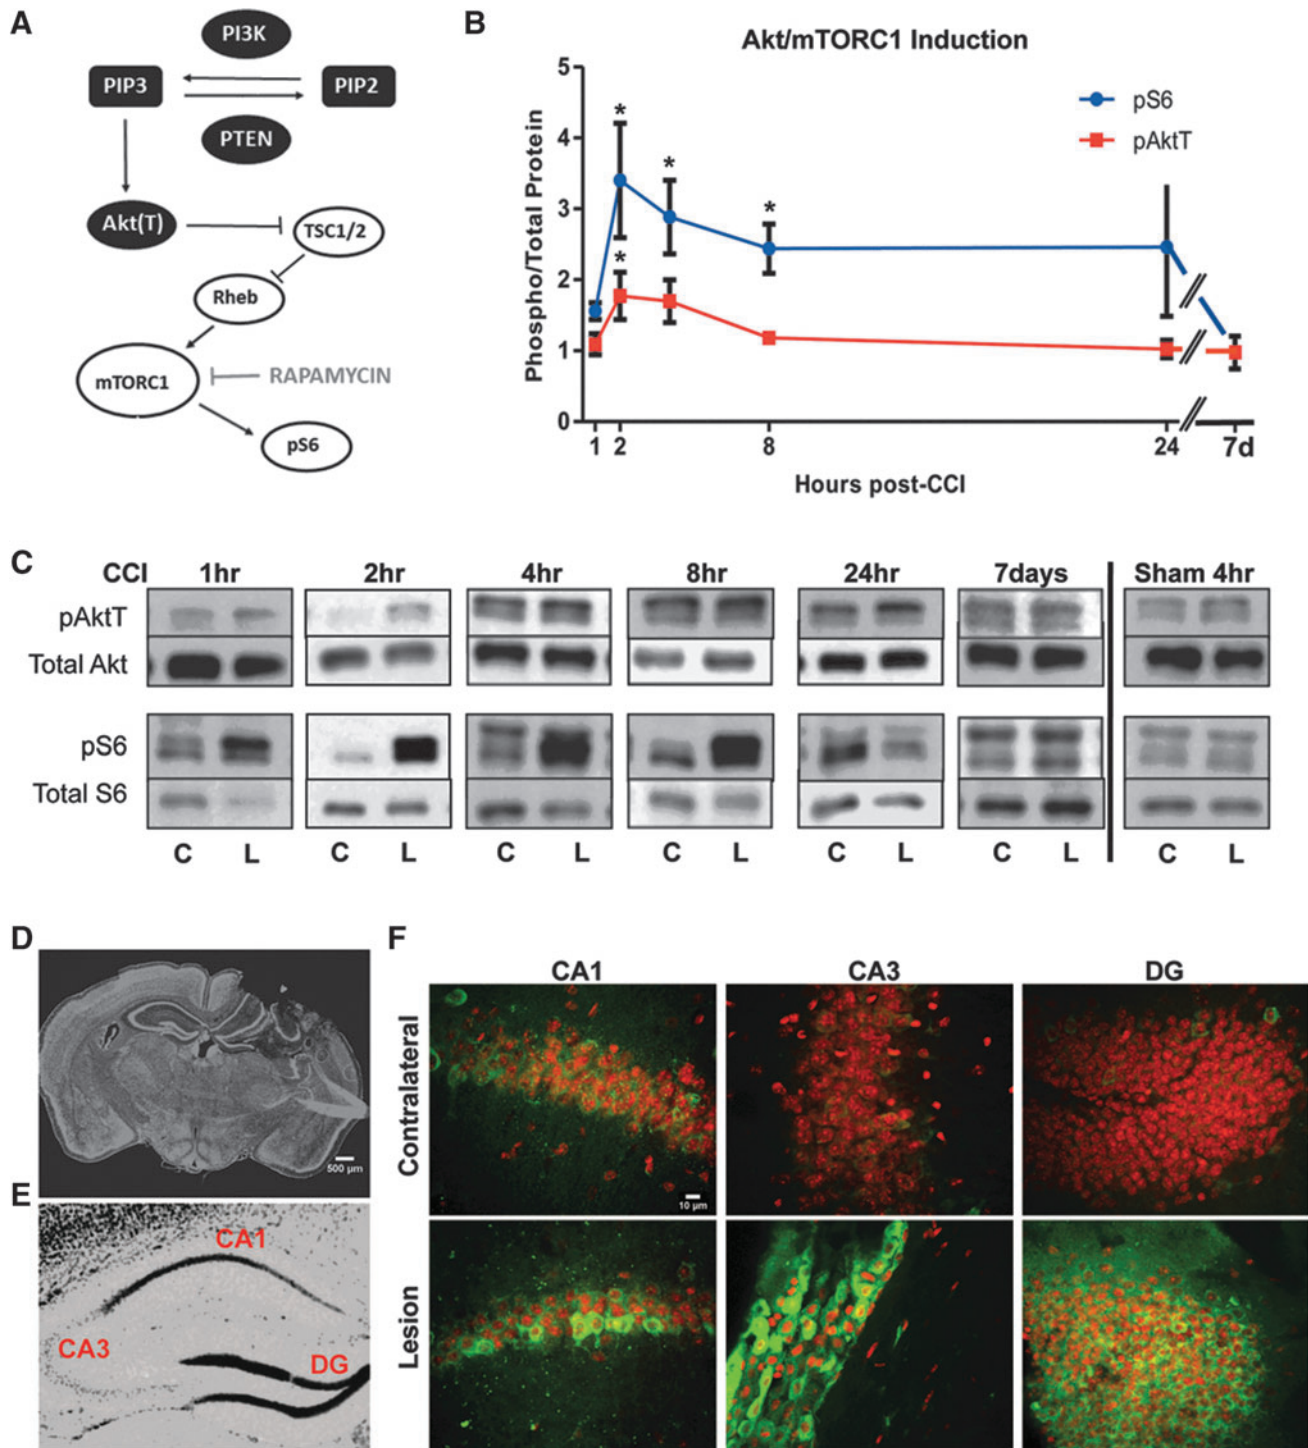 A
PI3K
PIP3
PIP2
PTEN
Akt(T)
TSC1/2
Rheb
mTORC1
RAPAMYCIN
pS6
B
Akt/mTORC1 Induction
pS6
pAktT
Phospho/Total Protein
5
4
3
2
1
0
* * * *
1 2 8 24 7d
Hours post-CCI
C
CCI 1hr 2hr 4hr 8hr 24hr 7days Sham 4hr
pAktT
Total Akt
pS6
Total S6
C L C L C L C L C L C L C L
D
500 µm
E
CA1
CA3
DG
F
CA1 CA3 DG
Contralateral
10 µm
Lesion